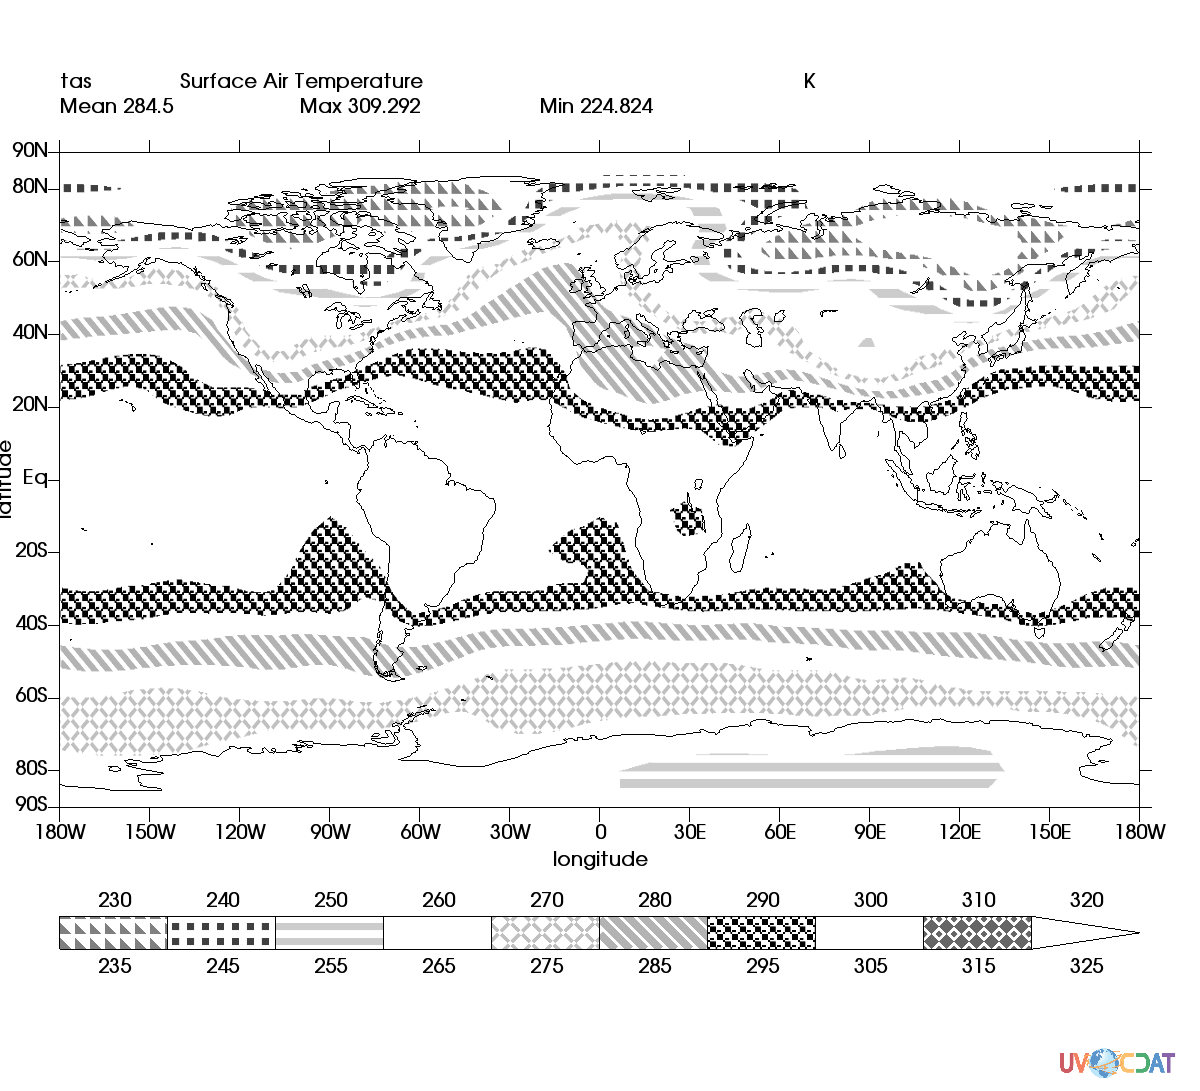 tas Surface Air Temperature K
Mean 284.5 Max 309.292 Min 224.824
90N
80N
60N
40N
20N
Eq
20S
40S
60S
80S
90S
latitude
180W 150W 120W 90W 60W 30W 0 30E 60E 90E 120E 150E 180W
longitude
230 240 250 260 270 280 290 300 310 320
235 245 255 265 275 285 295 305 315 325
UV CDAT